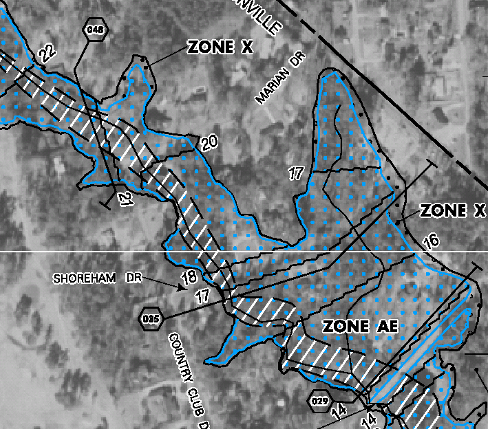 048
NVILLE
22
ZONE X
MARIAN DR
20
17
21
ZONE X
16
SHOREHAM DR
18
17
035
ZONE AE
COUNTRY CLUB D
029
14
14